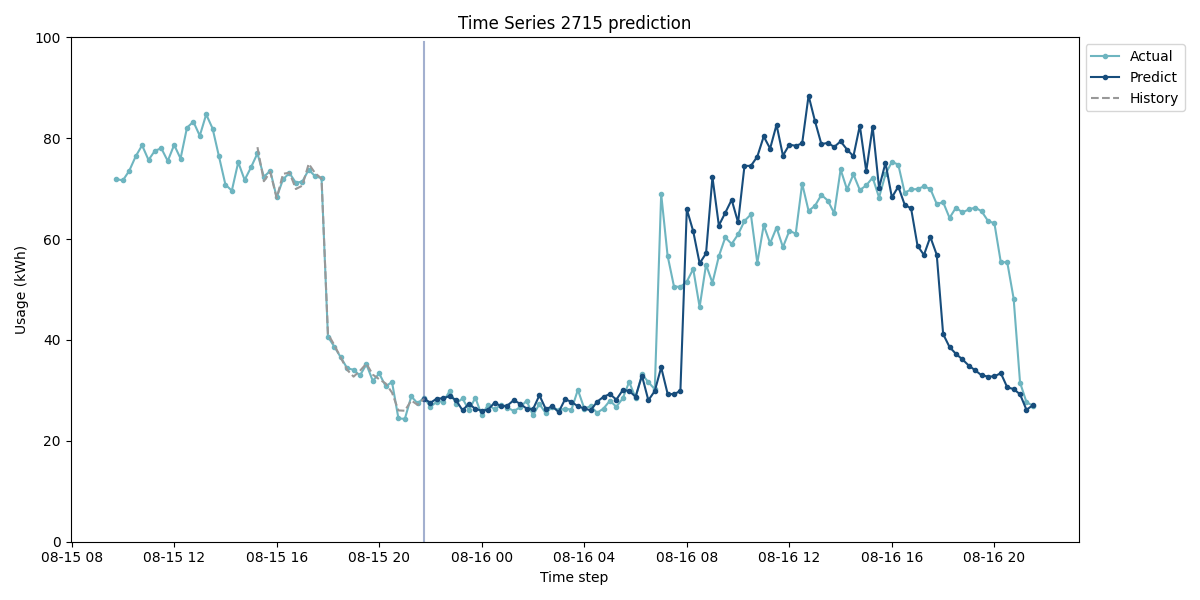 Time Series 2715 prediction
100
80
60
40
20
0
Usage (kWh)
08-15 08
08-15 12
08-15 16
08-15 20
08-16 00
08-16 04
08-16 08
08-16 12
08-16 16
08-16 20
Time step
Actual
Predict
History